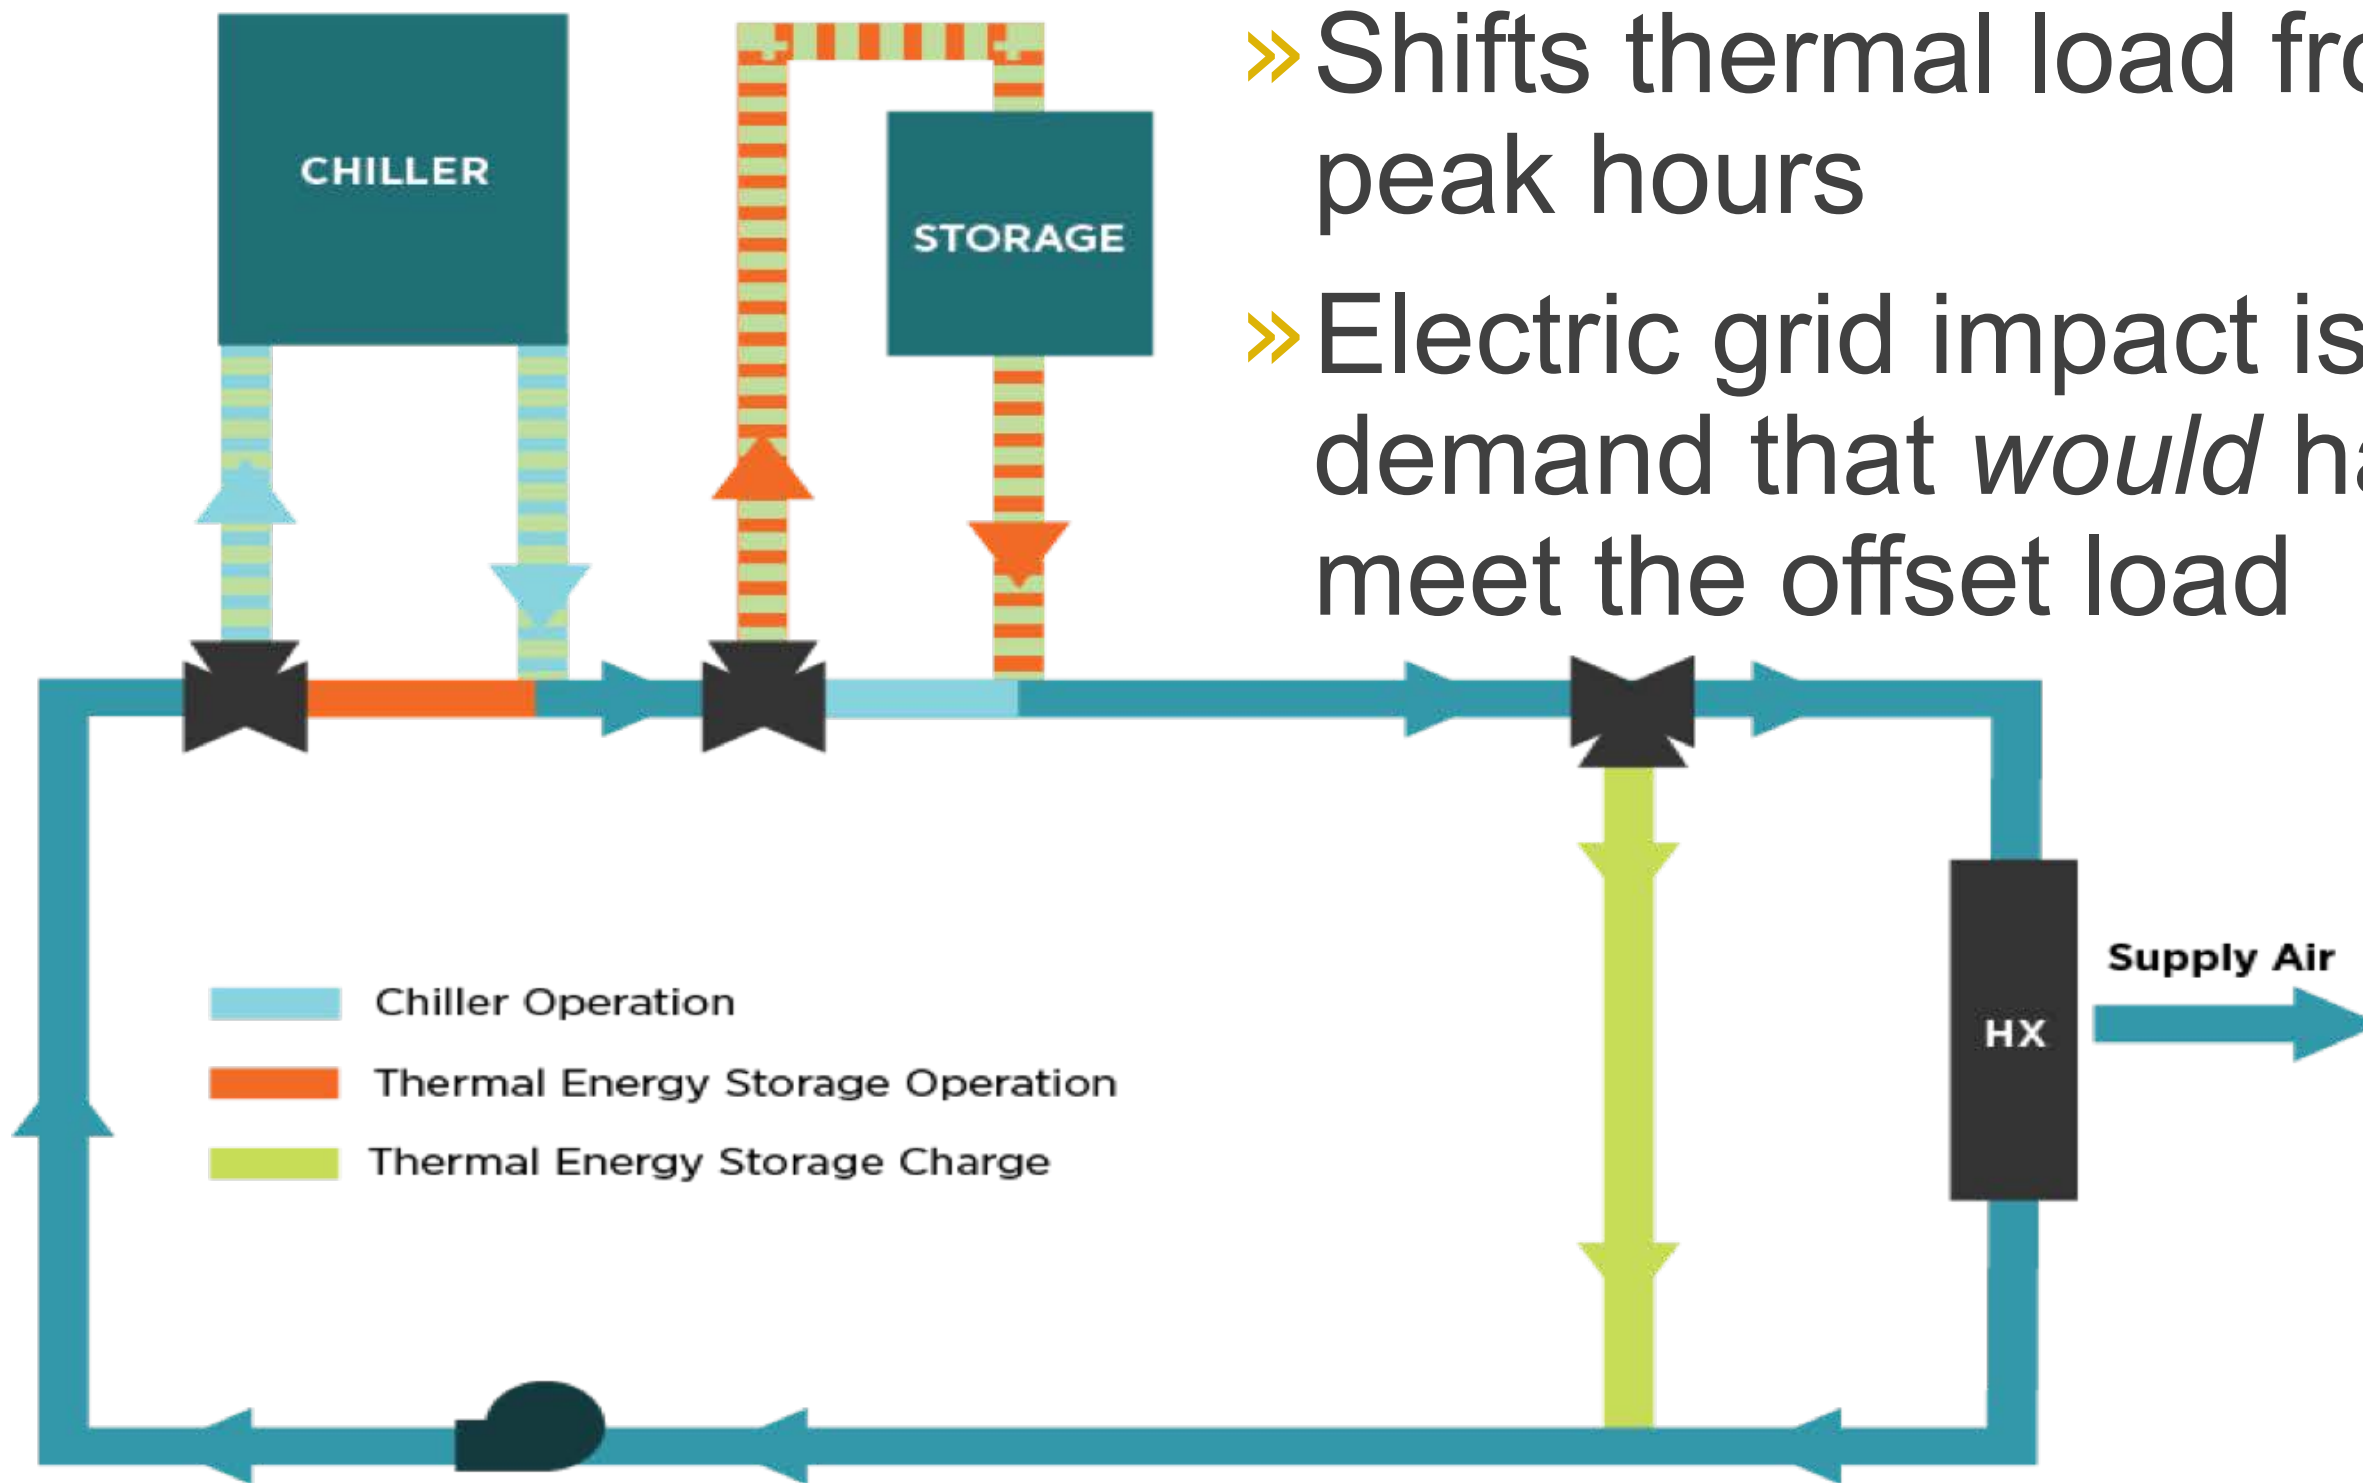 CHILLER
STORAGE
» Shifts thermal load
peak hours
» Electric grid impact is
demand that would
meet the offset load
Chiller Operation
Thermal Energy Storage Operation
Thermal Energy Storage Charge
Supply Air
HX